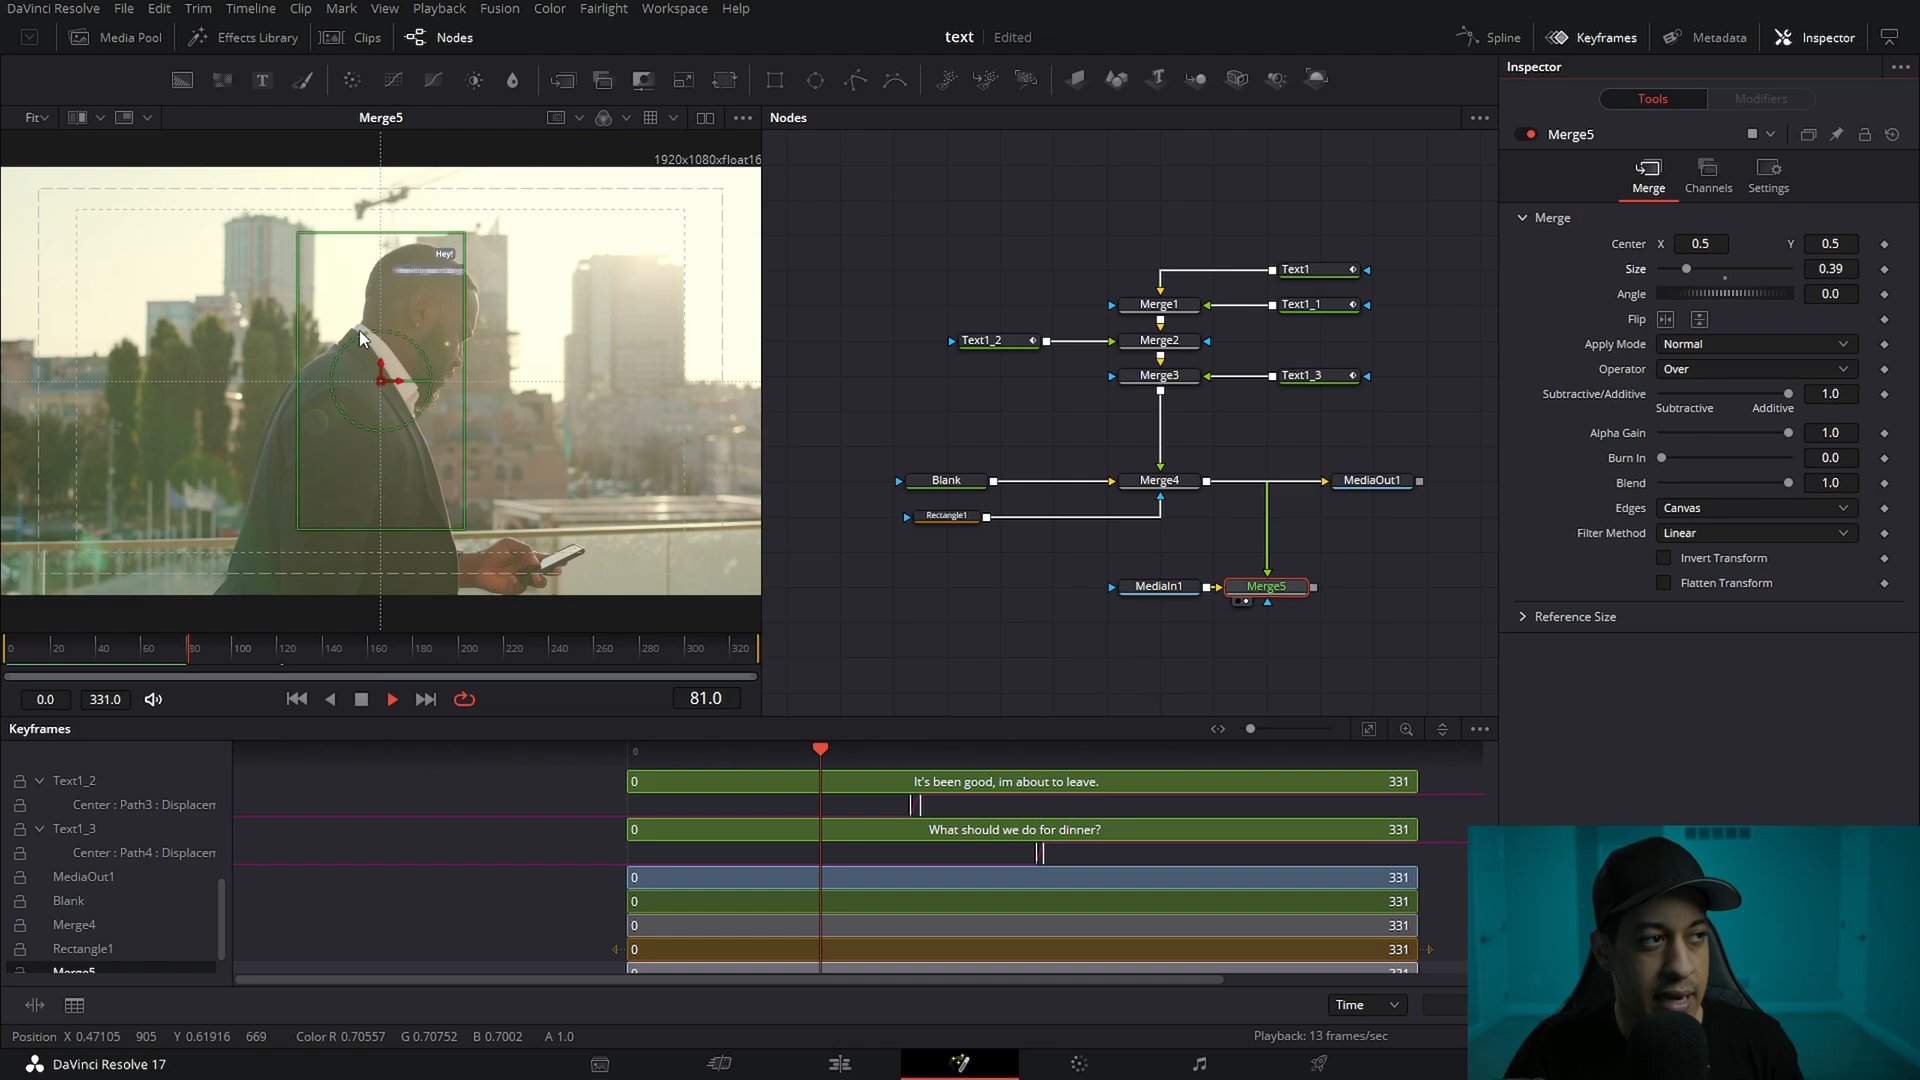 DaVinci Resolve File Edit Trim Timeline Clip Mark View Playback Fusion Color Fairlight Workspace Help
Media Pool Effects Library Clips Nodes text Edited Spline Keyframes Metadata Inspector
Inspector
Tools Modifiers
Fit Merge5 Nodes
Merge5
1920x1080xfloat16
Merge Channels Settings
Merge
Center X 0.5 Y 0.5
Size 0.39
Angle 0.0
Flip
Apply Mode Normal
Operator Over
Subtractive/Additive 1.0
Subtractive Additive
Alpha Gain 1.0
Burn In 0.0
Blend 1.0
Edges Canvas
Filter Method Linear
Invert Transform
Flatten Transform
Reference Size
Hey!
Text1
Merge1 Text1_1
Text1_2 Merge2
Merge3 Text1_3
Blank Merge4 MediaOut1
Rectangle1
MediaIn1 Merge5
0 20 40 60 80 100 120 140 160 180 200 220 240 260 280 300 320
0.0 331.0 81.0
Keyframes
0
Text1_2 0 It's been good, im about to leave. 331
Center : Path3 : Displacem
Text1_3 0 What should we do for dinner? 331
Center : Path4 : Displacem
MediaOut1 0 331
Blank 0 331
Merge4 0 331
Rectangle1 0 331
Merge5 0 331
Time
Position X 0.47105 905 Y 0.61916 669 Color R 0.70557 G 0.70752 B 0.7002 A 1.0 Playback: 13 frames/sec
DaVinci Resolve 17